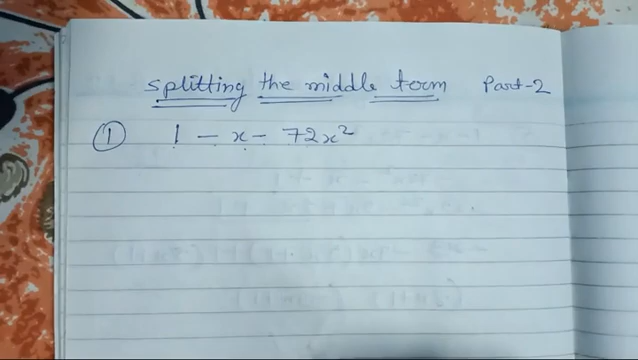 splitting the middle term Part-2
① 1 - x - 72x²